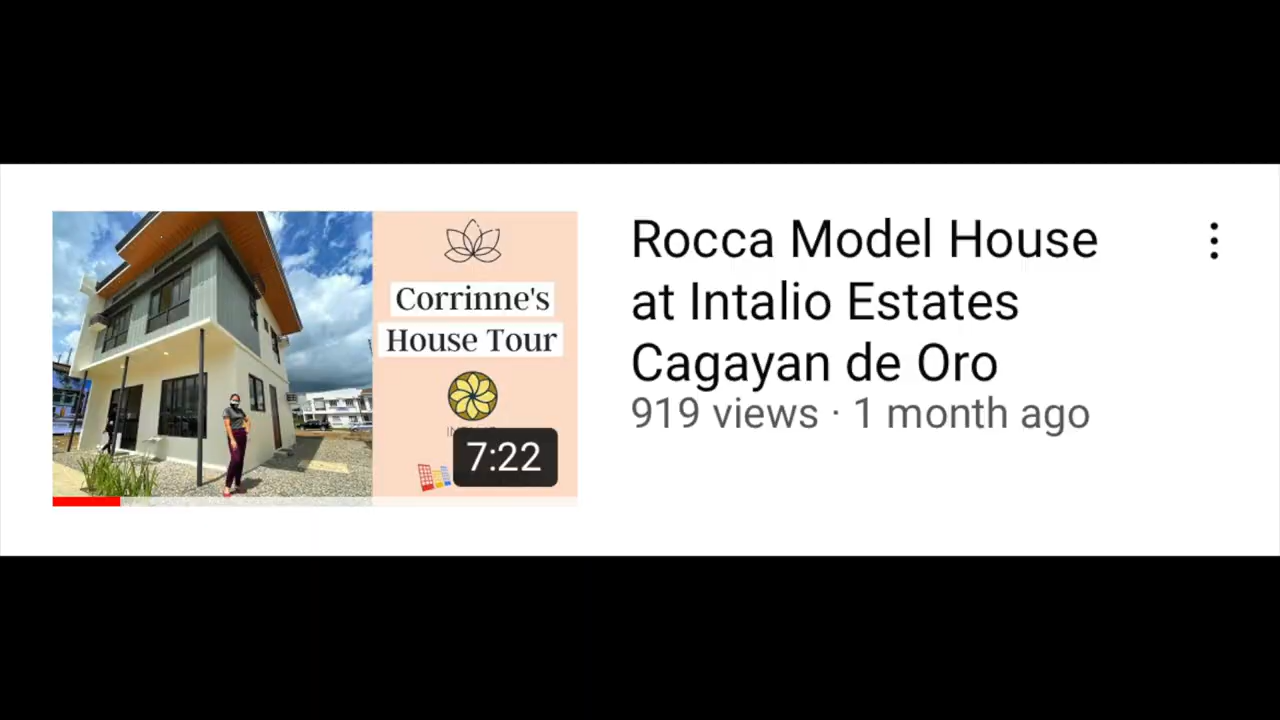 Corrinne's
House Tour
7:22
Rocca Model House
at Intalio Estates
Cagayan de Oro
919 views · 1 month ago